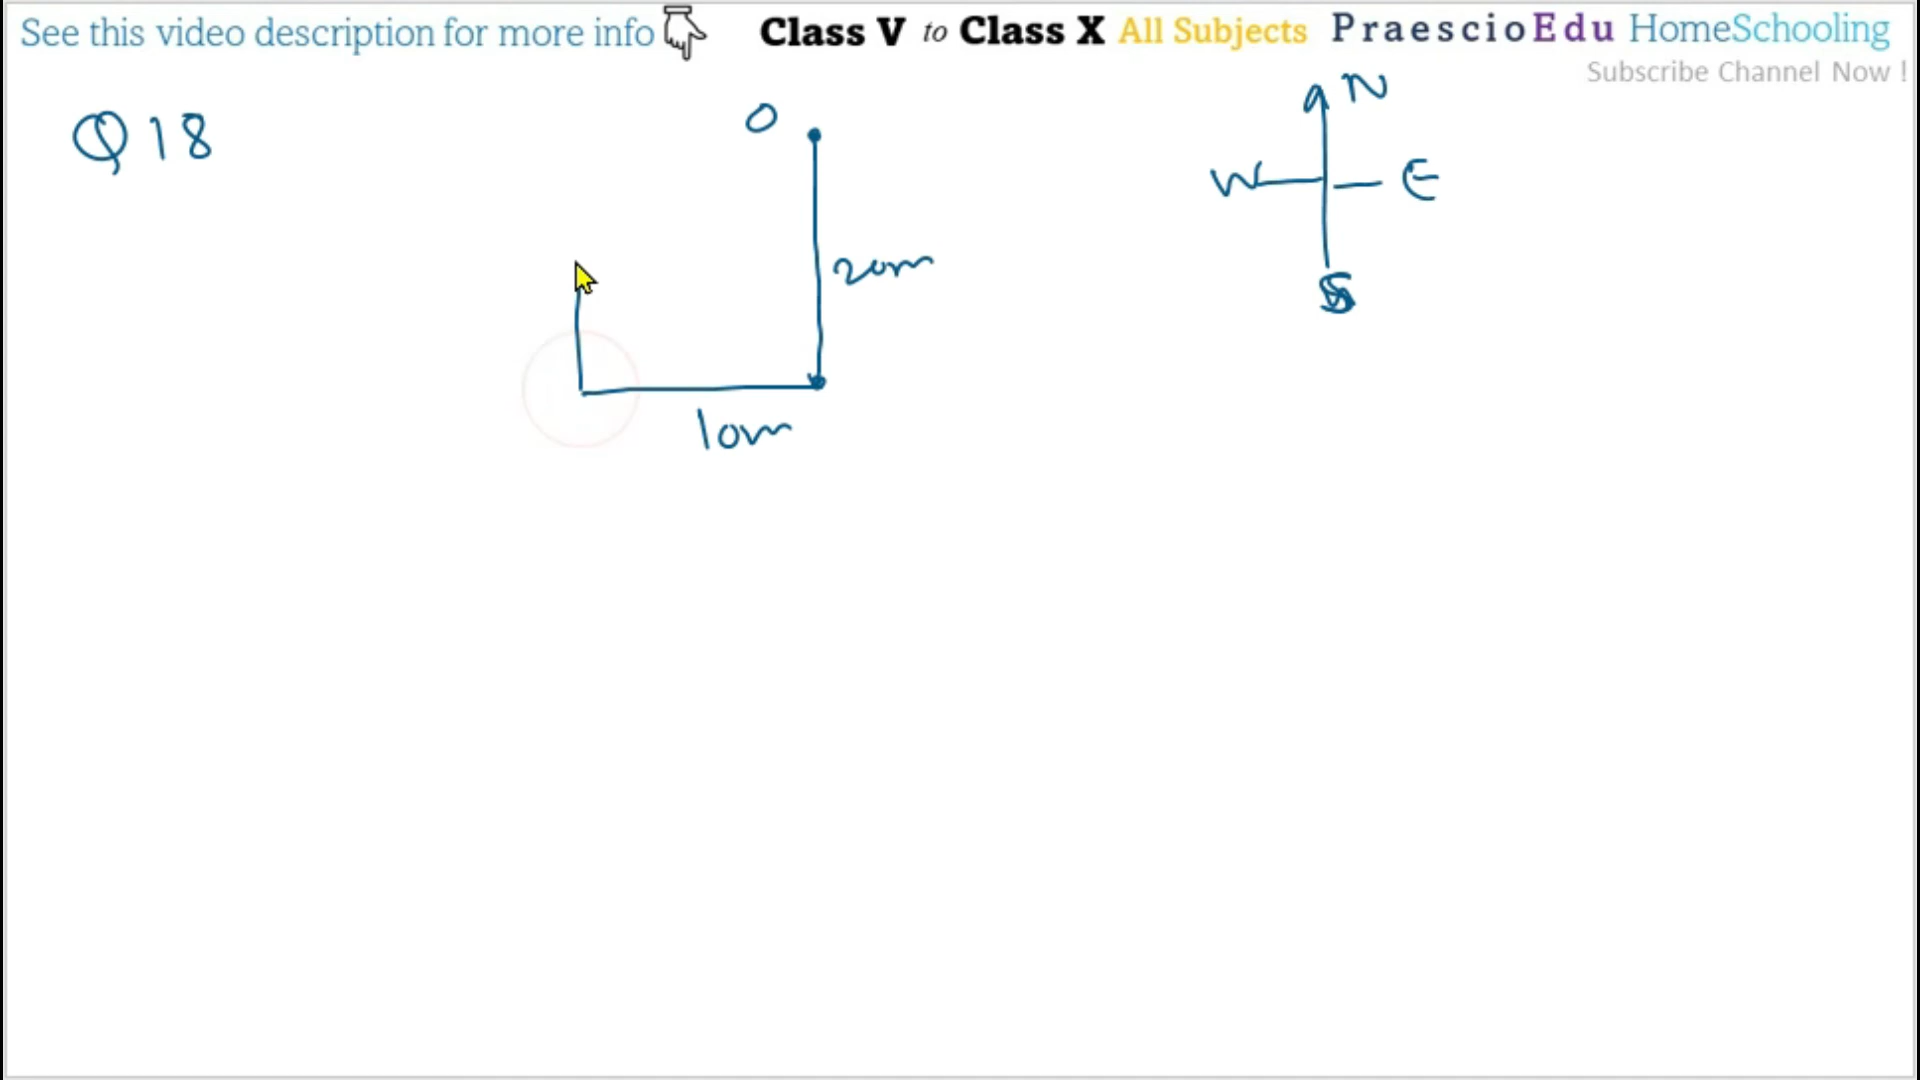 See this video description for more info Class V to Class X All Subjects PraescioEdu HomeSchooling
Subscribe Channel Now !
Q18
O
N
W
E
S
20m
10m